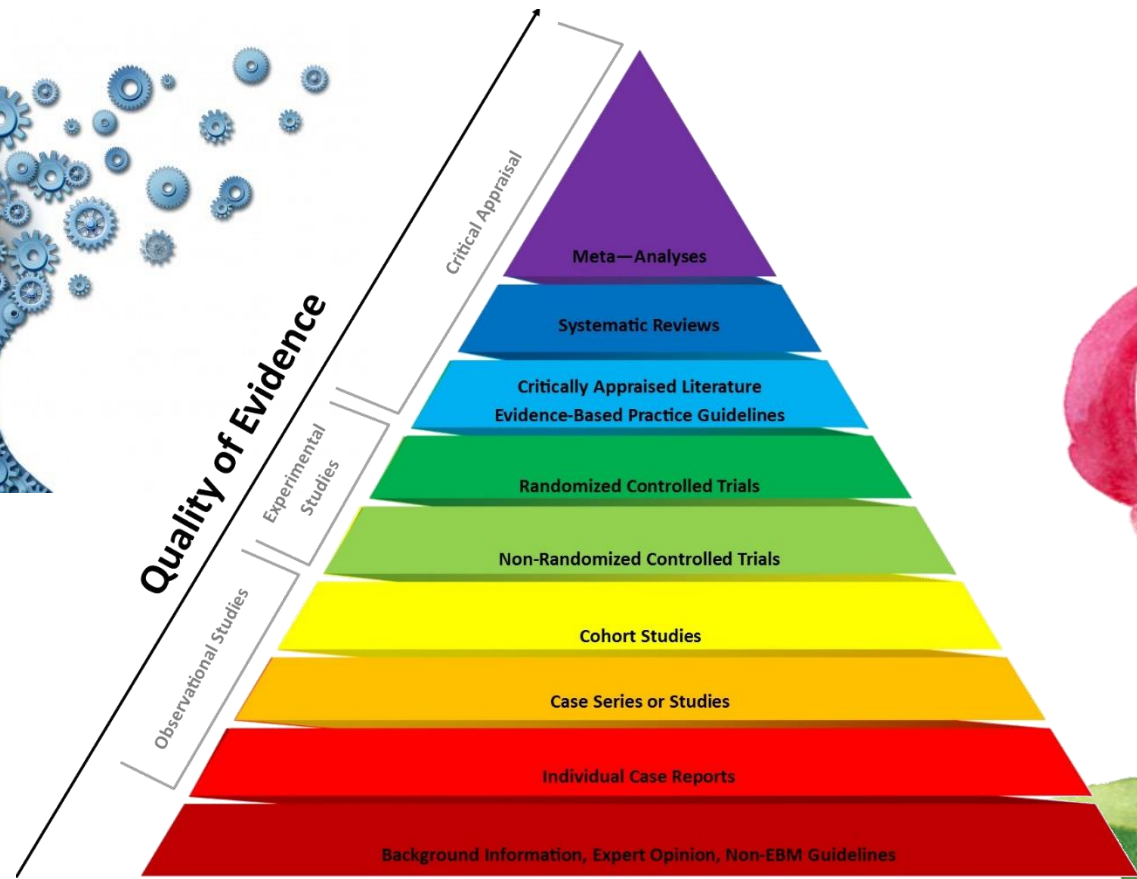 Quality of Evidence
Critical Appraisal
Experimental
Studies
Observational Studies
Meta—Analyses
Systematic Reviews
Critically Appraised Literature
Evidence-Based Practice Guidelines
Randomized Controlled Trials
Non-Randomized Controlled Trials
Cohort Studies
Case Series or Studies
Individual Case Reports
Background Information, Expert Opinion, Non-EBM Guidelines